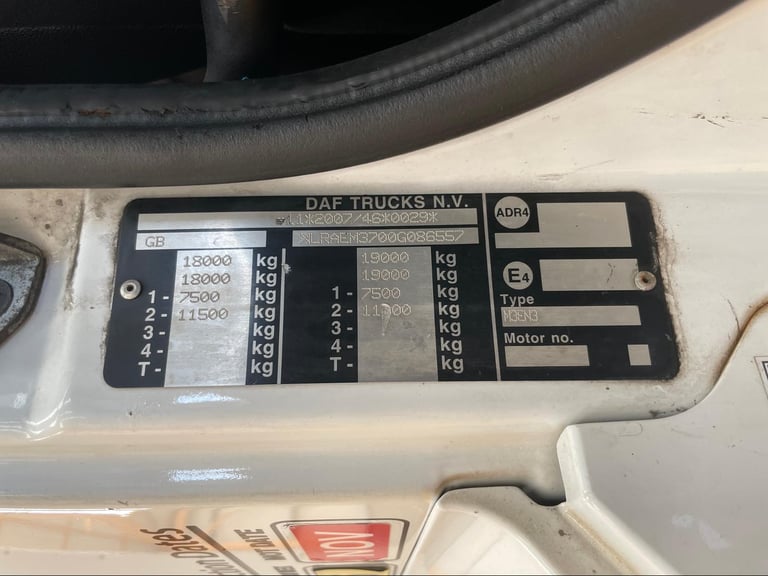 DAF TRUCKS N.V.
e11*2007/46*0029*
GB XLRAEM3700G086557
18000 kg 19000 kg
18000 kg 19000 kg
1- 7500 kg 1- 7500 kg
2- 11500 kg 2- kg
3- kg 3- kg
4- kg 4- kg
T- kg T- kg
ADR4
E4
Type
Motor no.
NOV